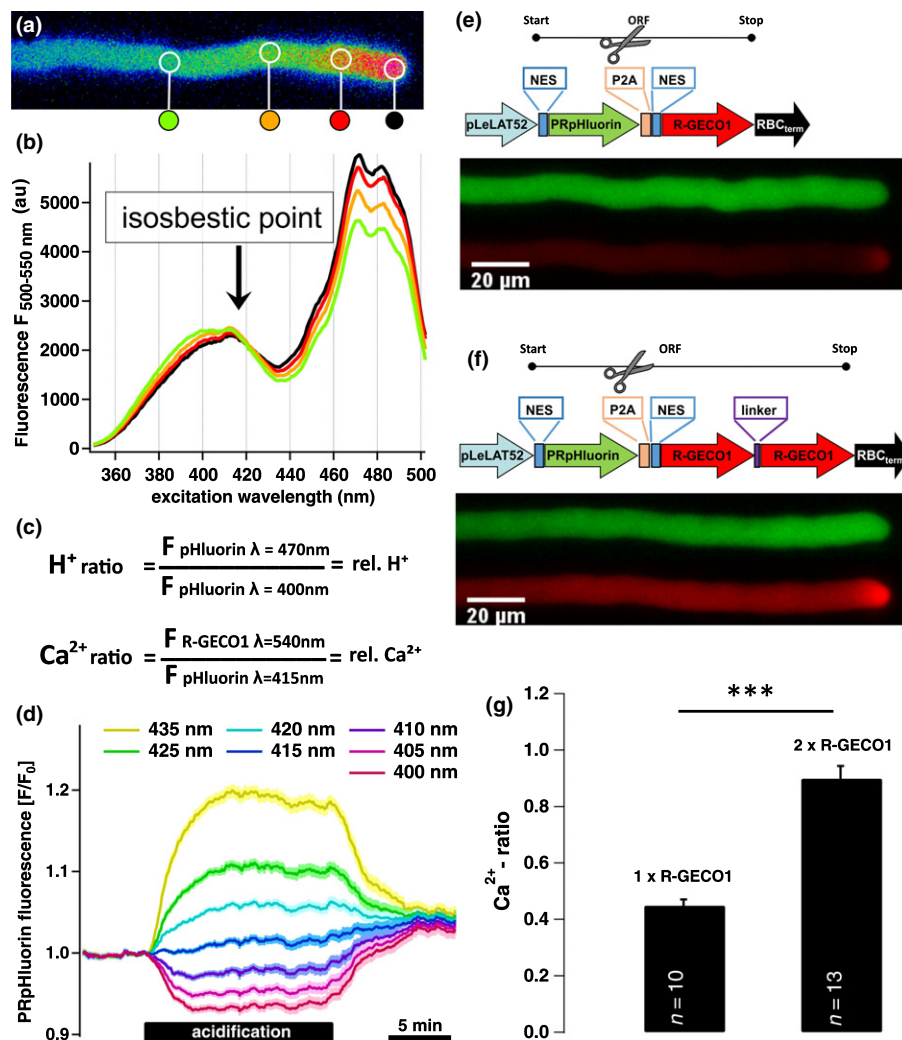 (a)
(b)
Fluorescence F 500-550 nm (au)
5000
4000
3000
2000
1000
0
isosbestic point
360 380 400 420 440 460 480 500
excitation wavelength (nm)
(c)
H+ ratio = F pHluorin λ = 470nm / F pHluorin λ = 400nm = rel. H+
Ca2+ ratio = F R-GECO1 λ=540nm / F pHluorin λ=415nm = rel. Ca2+
(d)
PRpHluorin fluorescence [F/F0]
435 nm 420 nm 410 nm
425 nm 415 nm 405 nm
400 nm
1.2
1.1
1.0
0.9
acidification
5 min
(e)
Start ORF Stop
NES P2A NES
pLeLAT52 PRpHluorin R-GECO1 RBCterm
20 µm
(f)
Start ORF Stop
NES P2A NES linker
pLeLAT52 PRpHluorin R-GECO1 R-GECO1 RBCterm
20 µm
(g)
Ca2+ - ratio
1.2
1.0
0.8
0.6
0.4
0.2
0.0
***
2 x R-GECO1
1 x R-GECO1
n = 10
n = 13